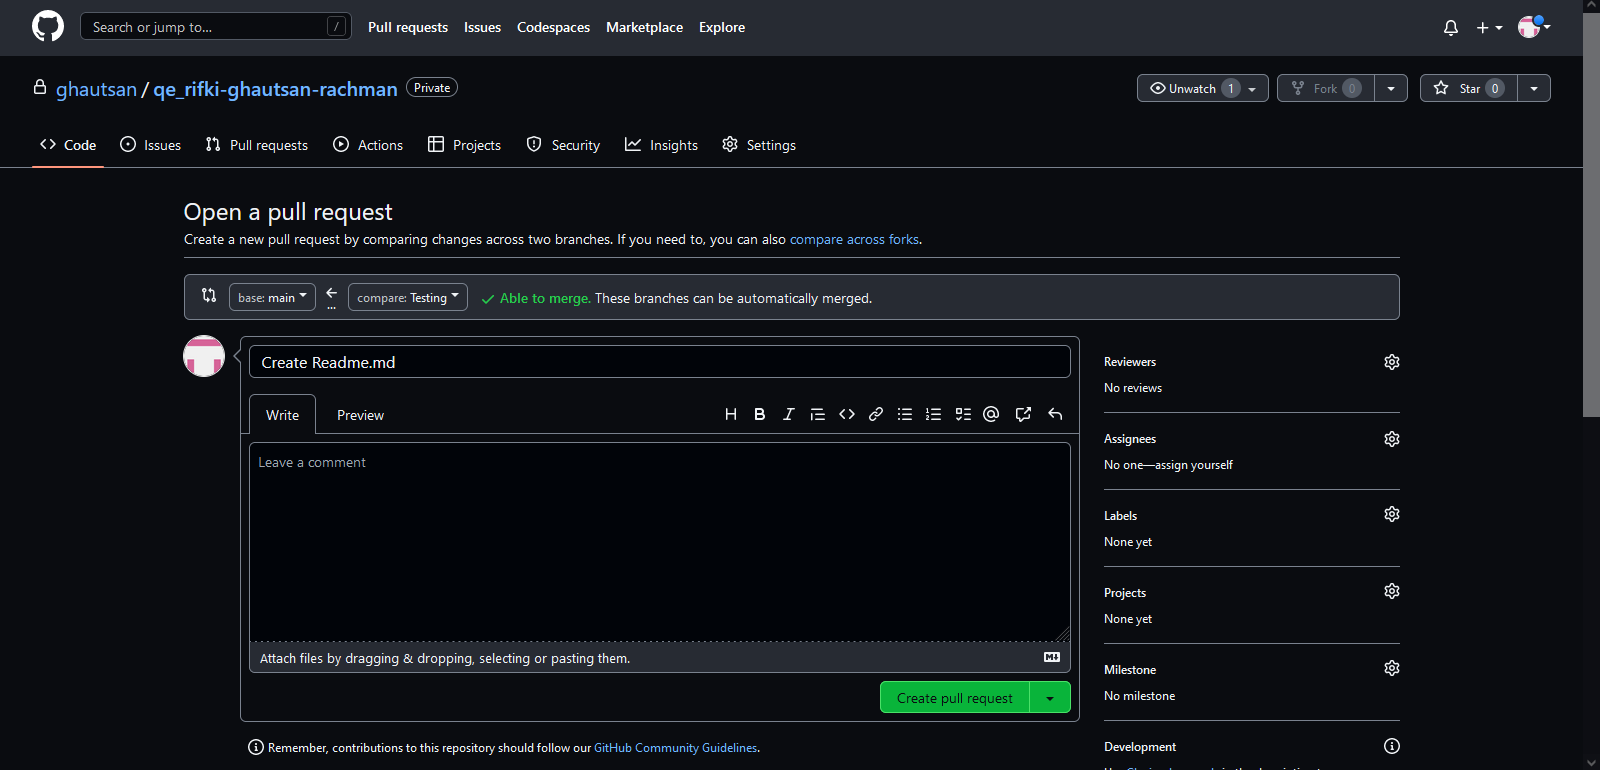 Search or jump to... /
Pull requests Issues Codespaces Marketplace Explore
ghautsan / qe_rifki-ghautsan-rachman Private
Unwatch 1 Fork 0 Star 0
Code Issues Pull requests Actions Projects Security Insights Settings
Open a pull request
Create a new pull request by comparing changes across two branches. If you need to, you can also compare across forks.
base: main ... compare: Testing Able to merge. These branches can be automatically merged.
Create Readme.md
Write Preview
Leave a comment
Attach files by dragging & dropping, selecting or pasting them.
Create pull request
Remember, contributions to this repository should follow our GitHub Community Guidelines.
Reviewers
No reviews
Assignees
No one—assign yourself
Labels
None yet
Projects
None yet
Milestone
No milestone
Development